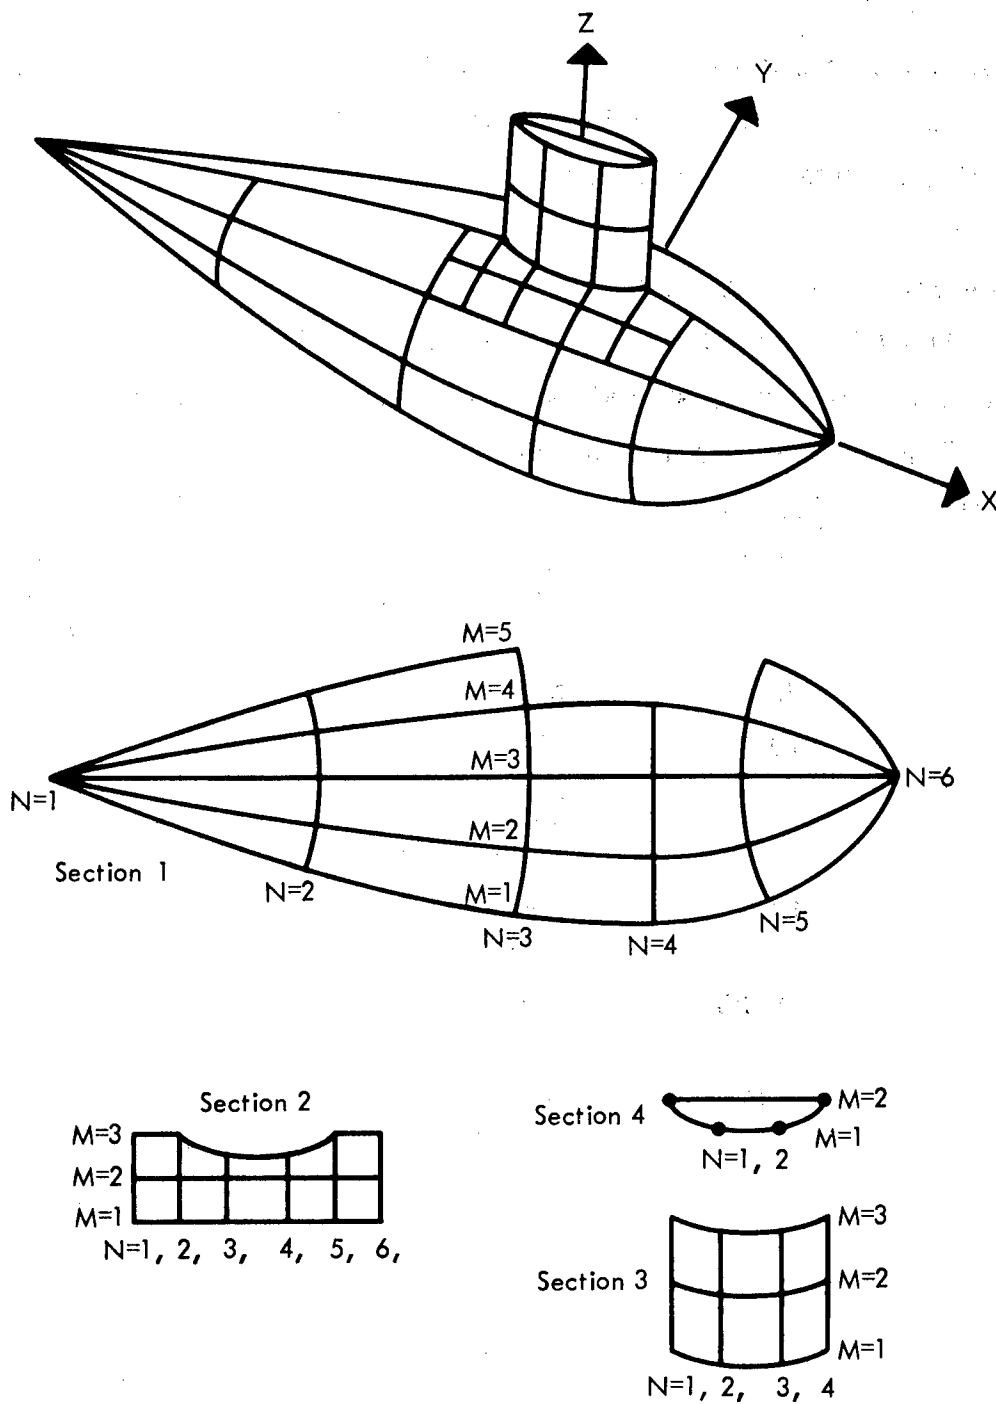 Z
Y
X
M=5
M=4
M=3
N=6
N=1
M=2
Section 1
N=2
M=1
N=5
N=3
N=4
Section 2
M=3
M=2
M=1
N=1, 2, 3, 4, 5, 6,
Section 4
M=2
M=1
N=1, 2
Section 3
M=3
M=2
M=1
N=1, 2, 3, 4